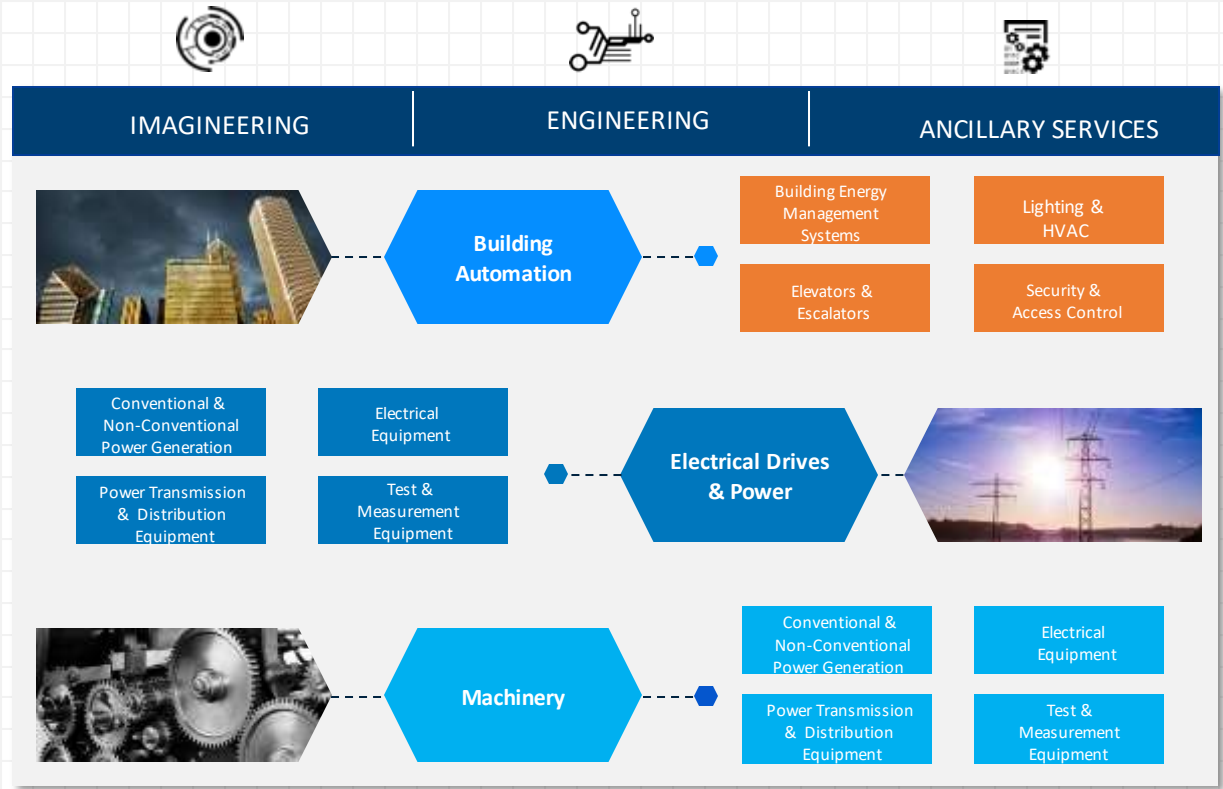 IMAGINEERING
ENGINEERING
ANCILLARY SERVICES
Building
Automation
Building Energy
Management
Systems
Lighting &
HVAC
Elevators &
Escalators
Security &
Access Control
Conventional &
Non-Conventional
Power Generation
Electrical
Equipment
Power Transmission
& Distribution
Equipment
Test &
Measurement
Equipment
Electrical Drives
& Power
Machinery
Conventional &
Non-Conventional
Power Generation
Electrical
Equipment
Power Transmission
& Distribution
Equipment
Test &
Measurement
Equipment